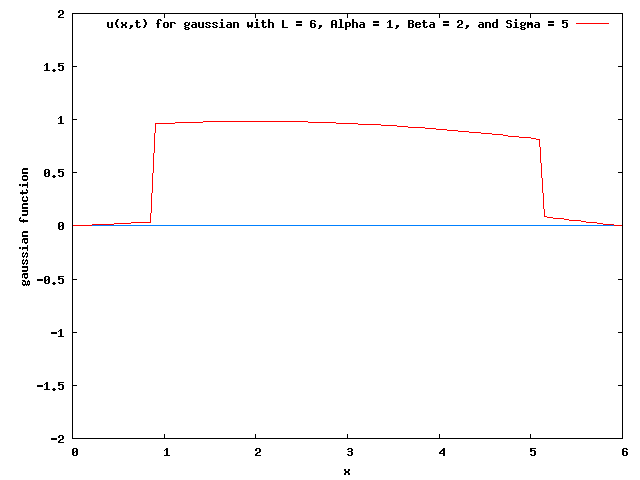 u(x,t) for gaussian with L = 6, Alpha = 1, Beta = 2, and Sigma = 5
2
1.5
1
0.5
0
-0.5
-1
-1.5
-2
gaussian function
0 1 2 3 4 5 6
x